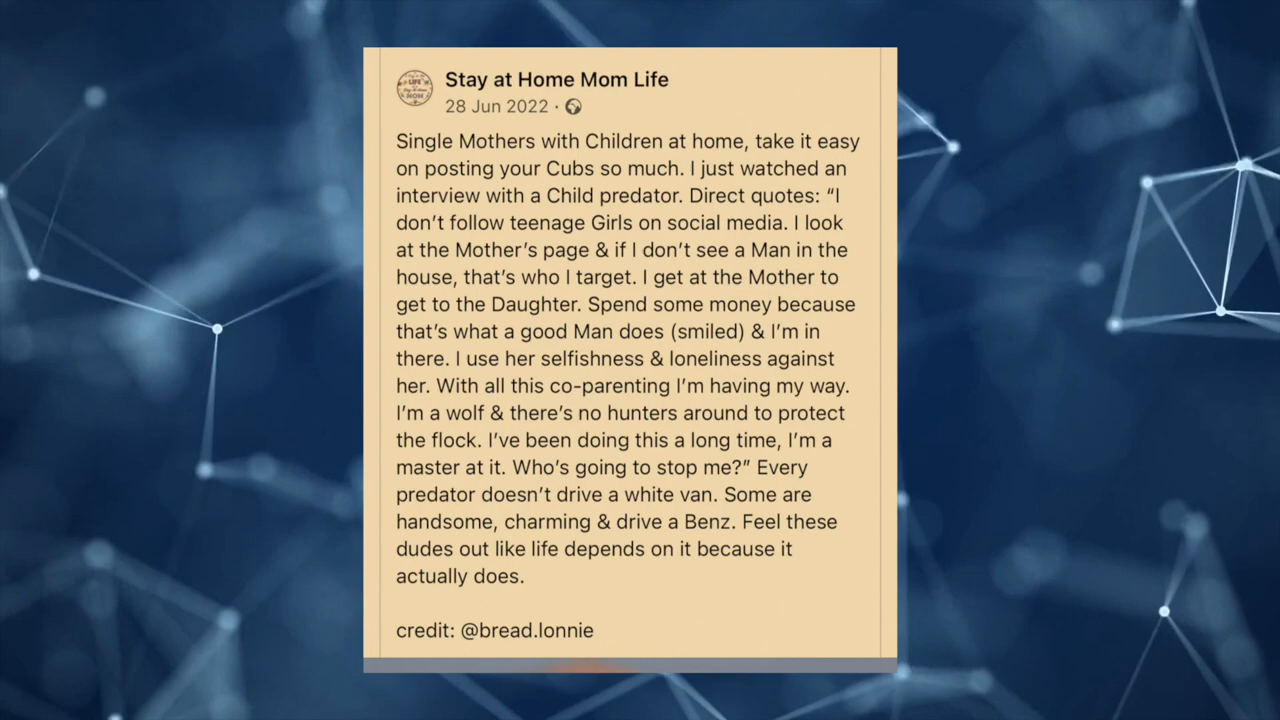 Stay at Home Mom Life
28 Jun 2022 ·
Single Mothers with Children at home, take it easy
on posting your Cubs so much. I just watched an
interview with a Child predator. Direct quotes: “I
don’t follow teenage Girls on social media. I look
at the Mother’s page & if I don’t see a Man in the
house, that’s who I target. I get at the Mother to
get to the Daughter. Spend some money because
that’s what a good Man does (smiled) & I’m in
there. I use her selfishness & loneliness against
her. With all this co-parenting I’m having my way.
I’m a wolf & there’s no hunters around to protect
the flock. I’ve been doing this a long time, I’m a
master at it. Who’s going to stop me?” Every
predator doesn’t drive a white van. Some are
handsome, charming & drive a Benz. Feel these
dudes out like life depends on it because it
actually does.
credit: @bread.lonnie